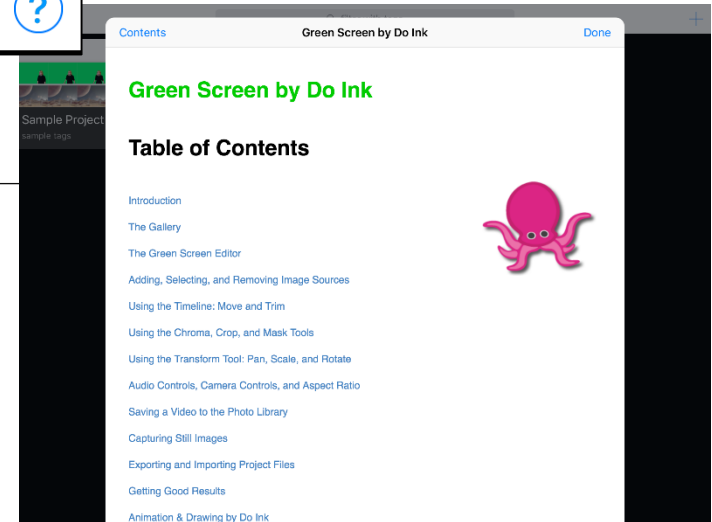 ?
Contents
Green Screen by Do Ink
Done
Sample Project
sample tags
Green Screen by Do Ink
Table of Contents
Introduction
The Gallery
The Green Screen Editor
Adding, Selecting, and Removing Image Sources
Using the Timeline: Move and Trim
Using the Chroma, Crop, and Mask Tools
Using the Transform Tool: Pan, Scale, and Rotate
Audio Controls, Camera Controls, and Aspect Ratio
Saving a Video to the Photo Library
Capturing Still Images
Exporting and Importing Project Files
Getting Good Results
Animation & Drawing by Do Ink